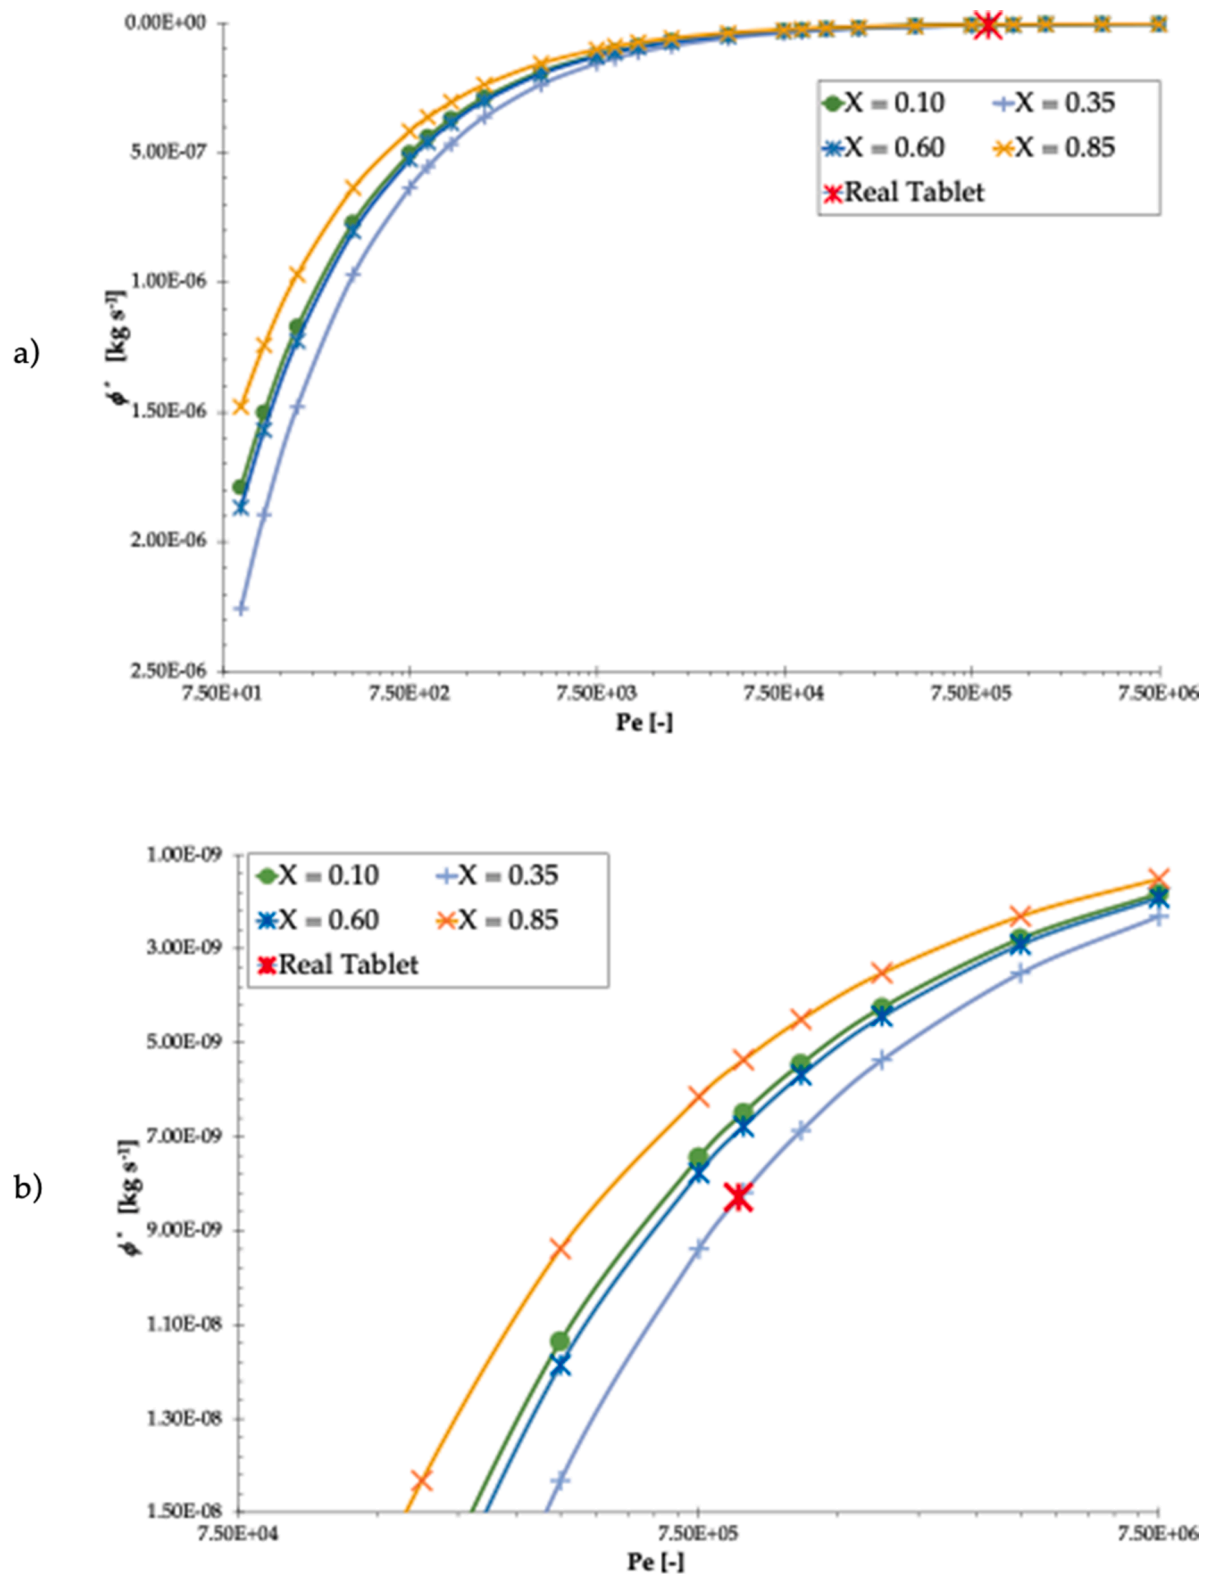 0.00E+00
X = 0.10 X = 0.35
5.00E-07
X = 0.60 X = 0.85
Real Tablet
1.00E-06
a)
ϕ* [kg s-1]
1.50E-06
2.00E-06
2.50E-06
7.50E+01 7.50E+02 7.50E+03 7.50E+04 7.50E+05 7.50E+06
Pe [-]
1.00E-09
X = 0.10 X = 0.35
X = 0.60 X = 0.85
3.00E-09
Real Tablet
5.00E-09
7.00E-09
b)
ϕ* [kg s-1]
9.00E-09
1.10E-08
1.30E-08
1.50E-08
7.50E+04 7.50E+05 7.50E+06
Pe [-]